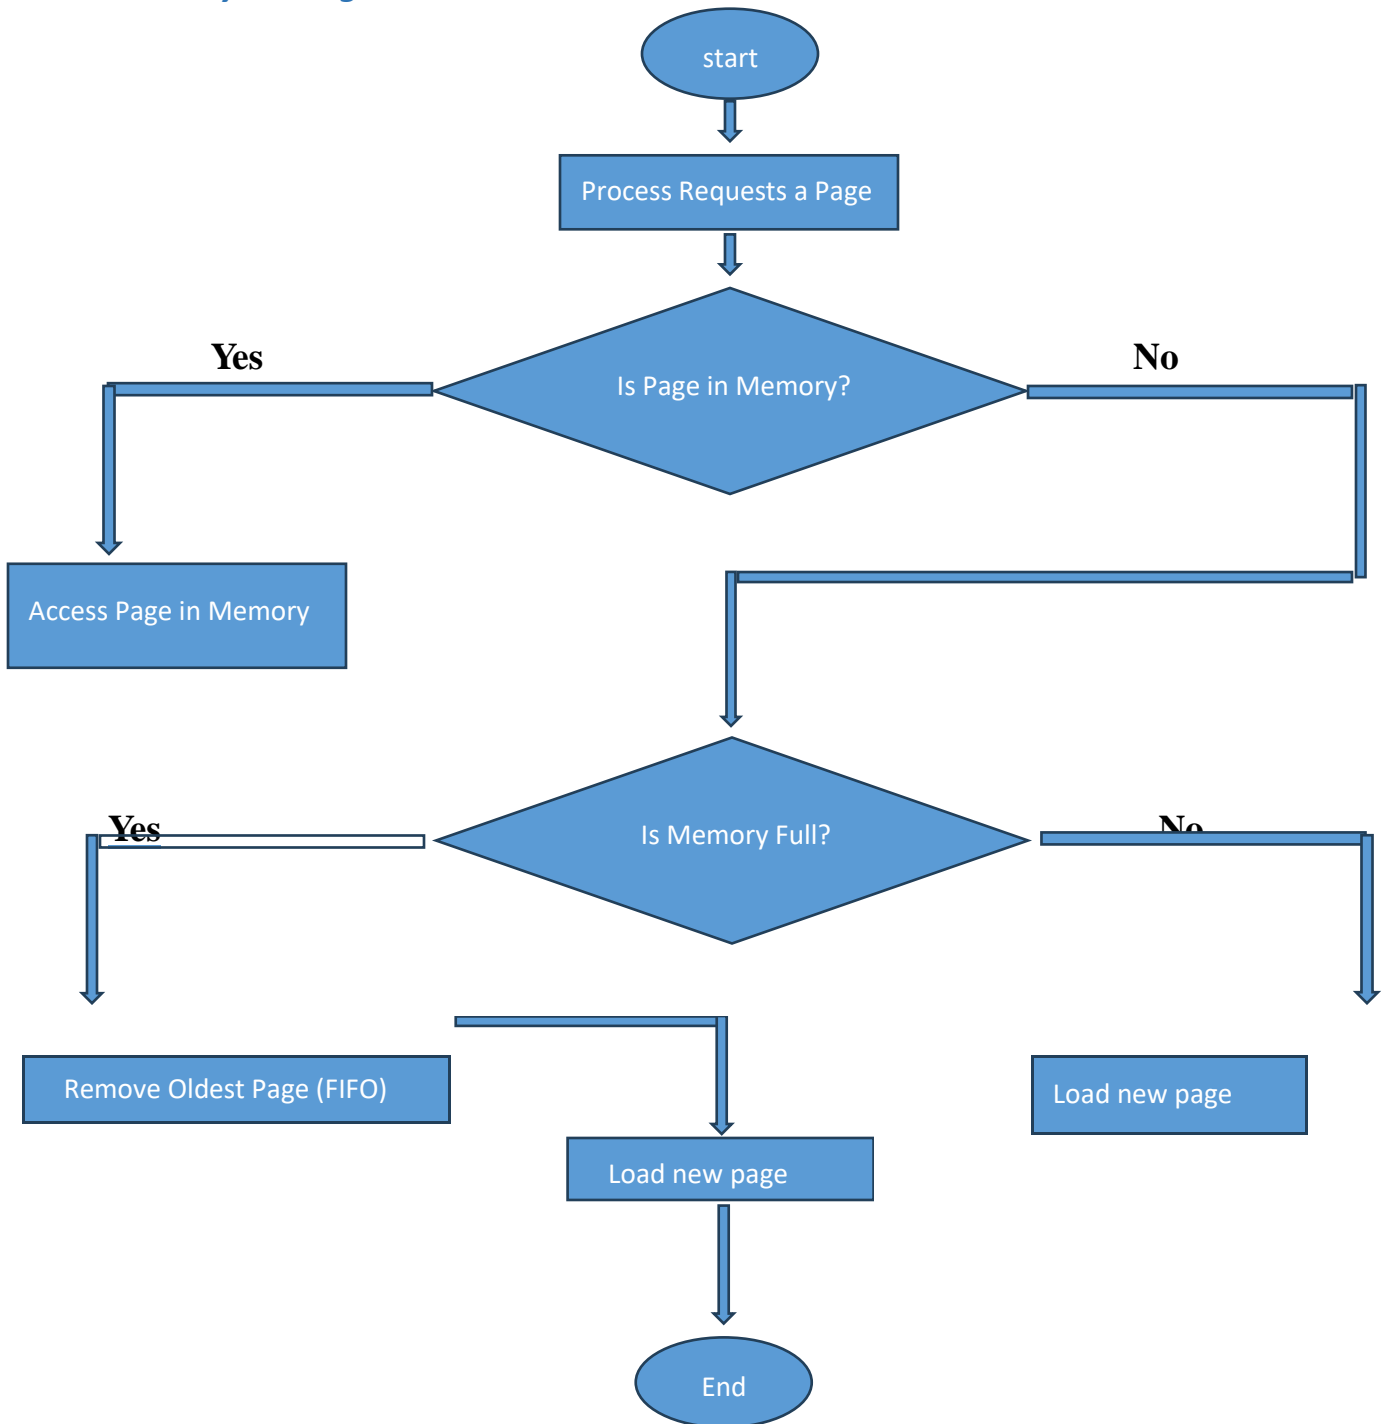 start
Process Requests a Page
Yes
No
Is Page in Memory?
Access Page in Memory
Yes
No
Is Memory Full?
Remove Oldest Page (FIFO)
Load new page
Load new page
End